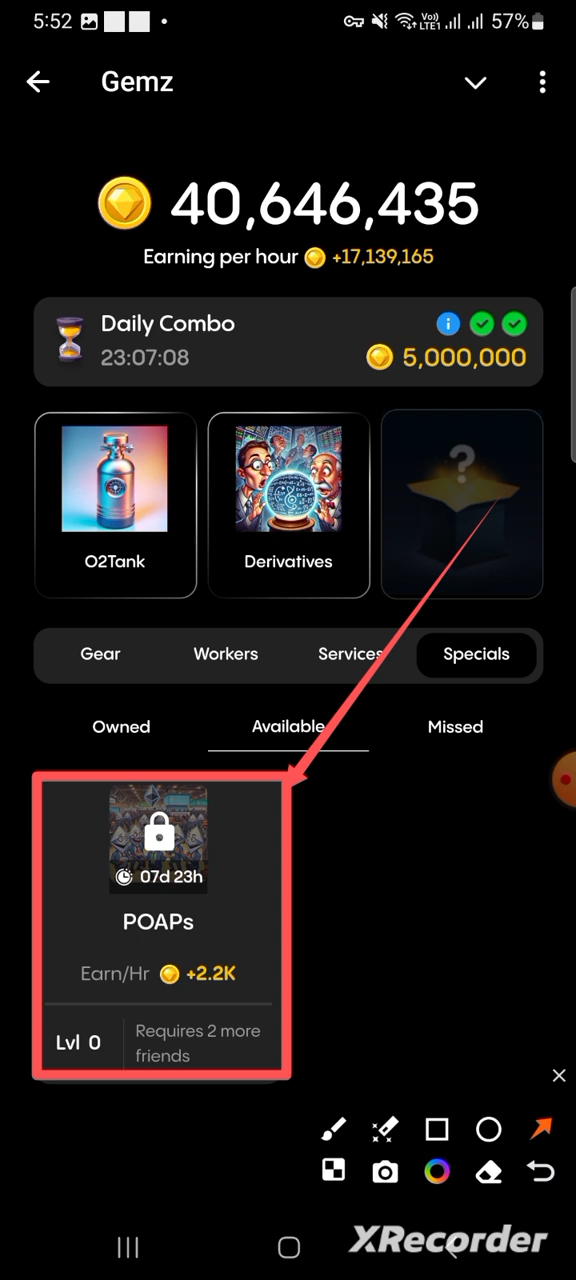 5:52
Vo))
LTE1
57%
Gemz
40,646,435
Earning per hour +17,139,165
Daily Combo
23:07:08
5,000,000
?
O2Tank
Derivatives
Gear Workers Services Specials
Owned Available Missed
07d 23h
POAPs
Earn/Hr +2.2K
Lvl 0
Requires 2 more
friends
XRecorder